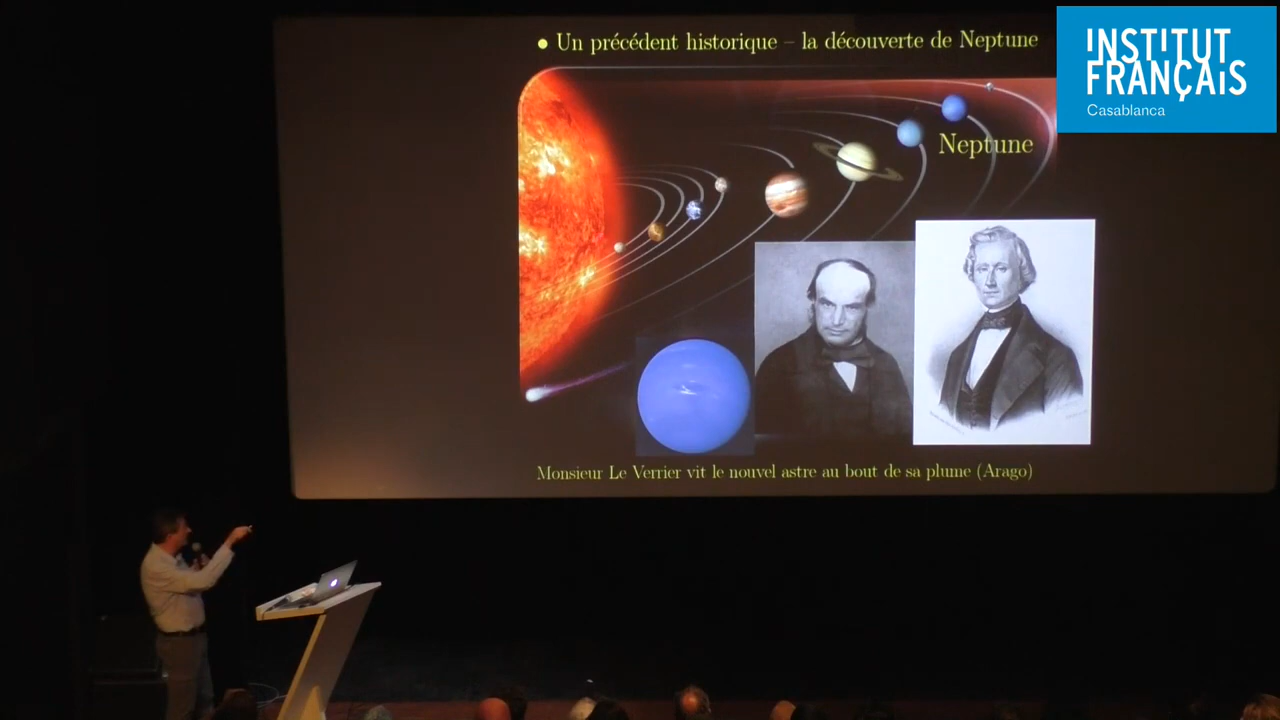 • Un précédent historique – la découverte de Neptune
INSTITUT
FRANÇAIS
Casablanca
Neptune
Monsieur Le Verrier vit le nouvel astre au bout de sa plume (Arago)